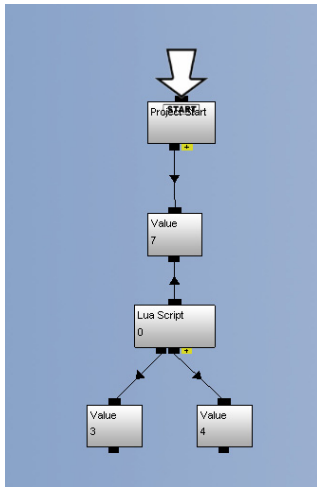 START
Project Start
+
Value
7
Lua Script
0
+
Value
3
Value
4